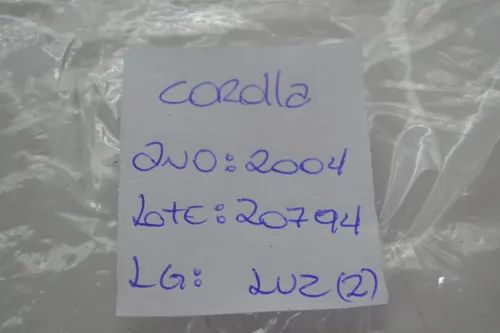 Corolla
ANO: 2004
Lote: 20794
LG: LUZ (2)